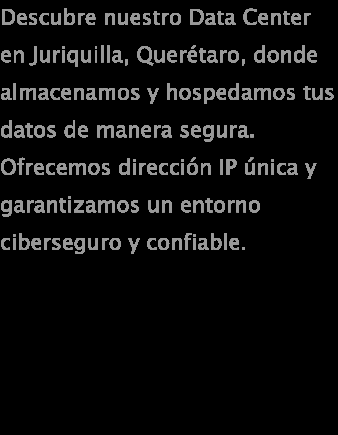 Descubre nuestro Data Center
en Juriquilla, Querétaro, donde
almacenamos y hospedamos tus
datos de manera segura.
Ofrecemos dirección IP única y
garantizamos un entorno
ciberseguro y confiable.